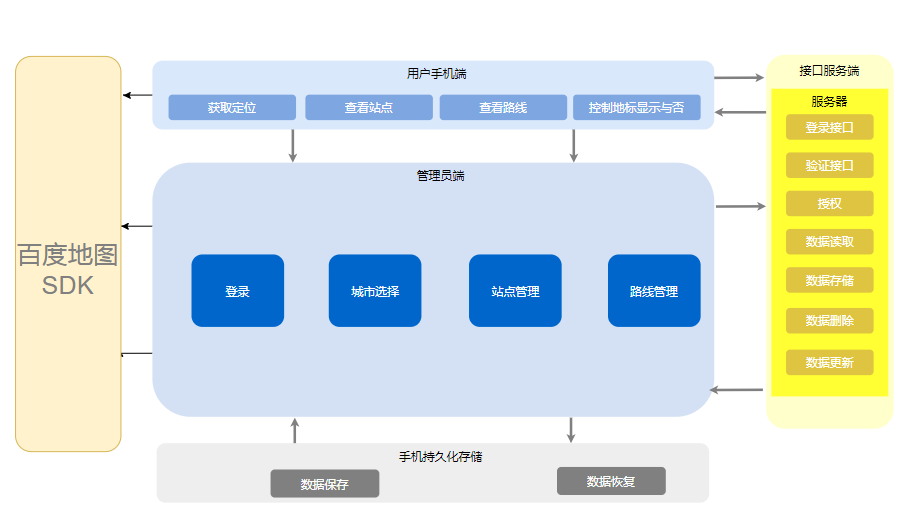 用户手机端
获取定位
查看站点
查看路线
控制地标显示与否
管理员端
登录
城市选择
站点管理
路线管理
手机持久化存储
数据保存
数据恢复
百度地图
SDK
接口服务端
服务器
登录接口
验证接口
授权
数据读取
数据存储
数据删除
数据更新